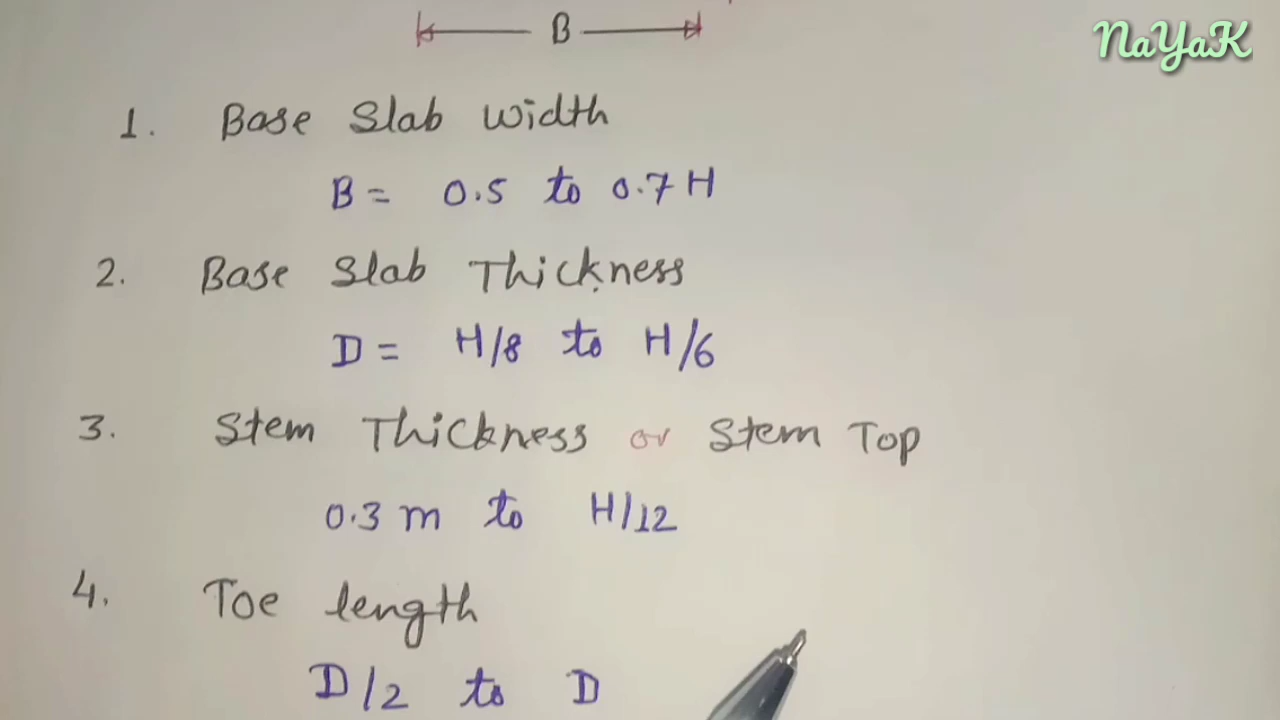 B
NaYaK
1. Base Slab Width
B = 0.5 to 0.7 H
2. Base Slab Thickness
D = H/8 to H/6
3. Stem Thickness or Stem Top
0.3 m to H/12
4. Toe length
D/2 to D